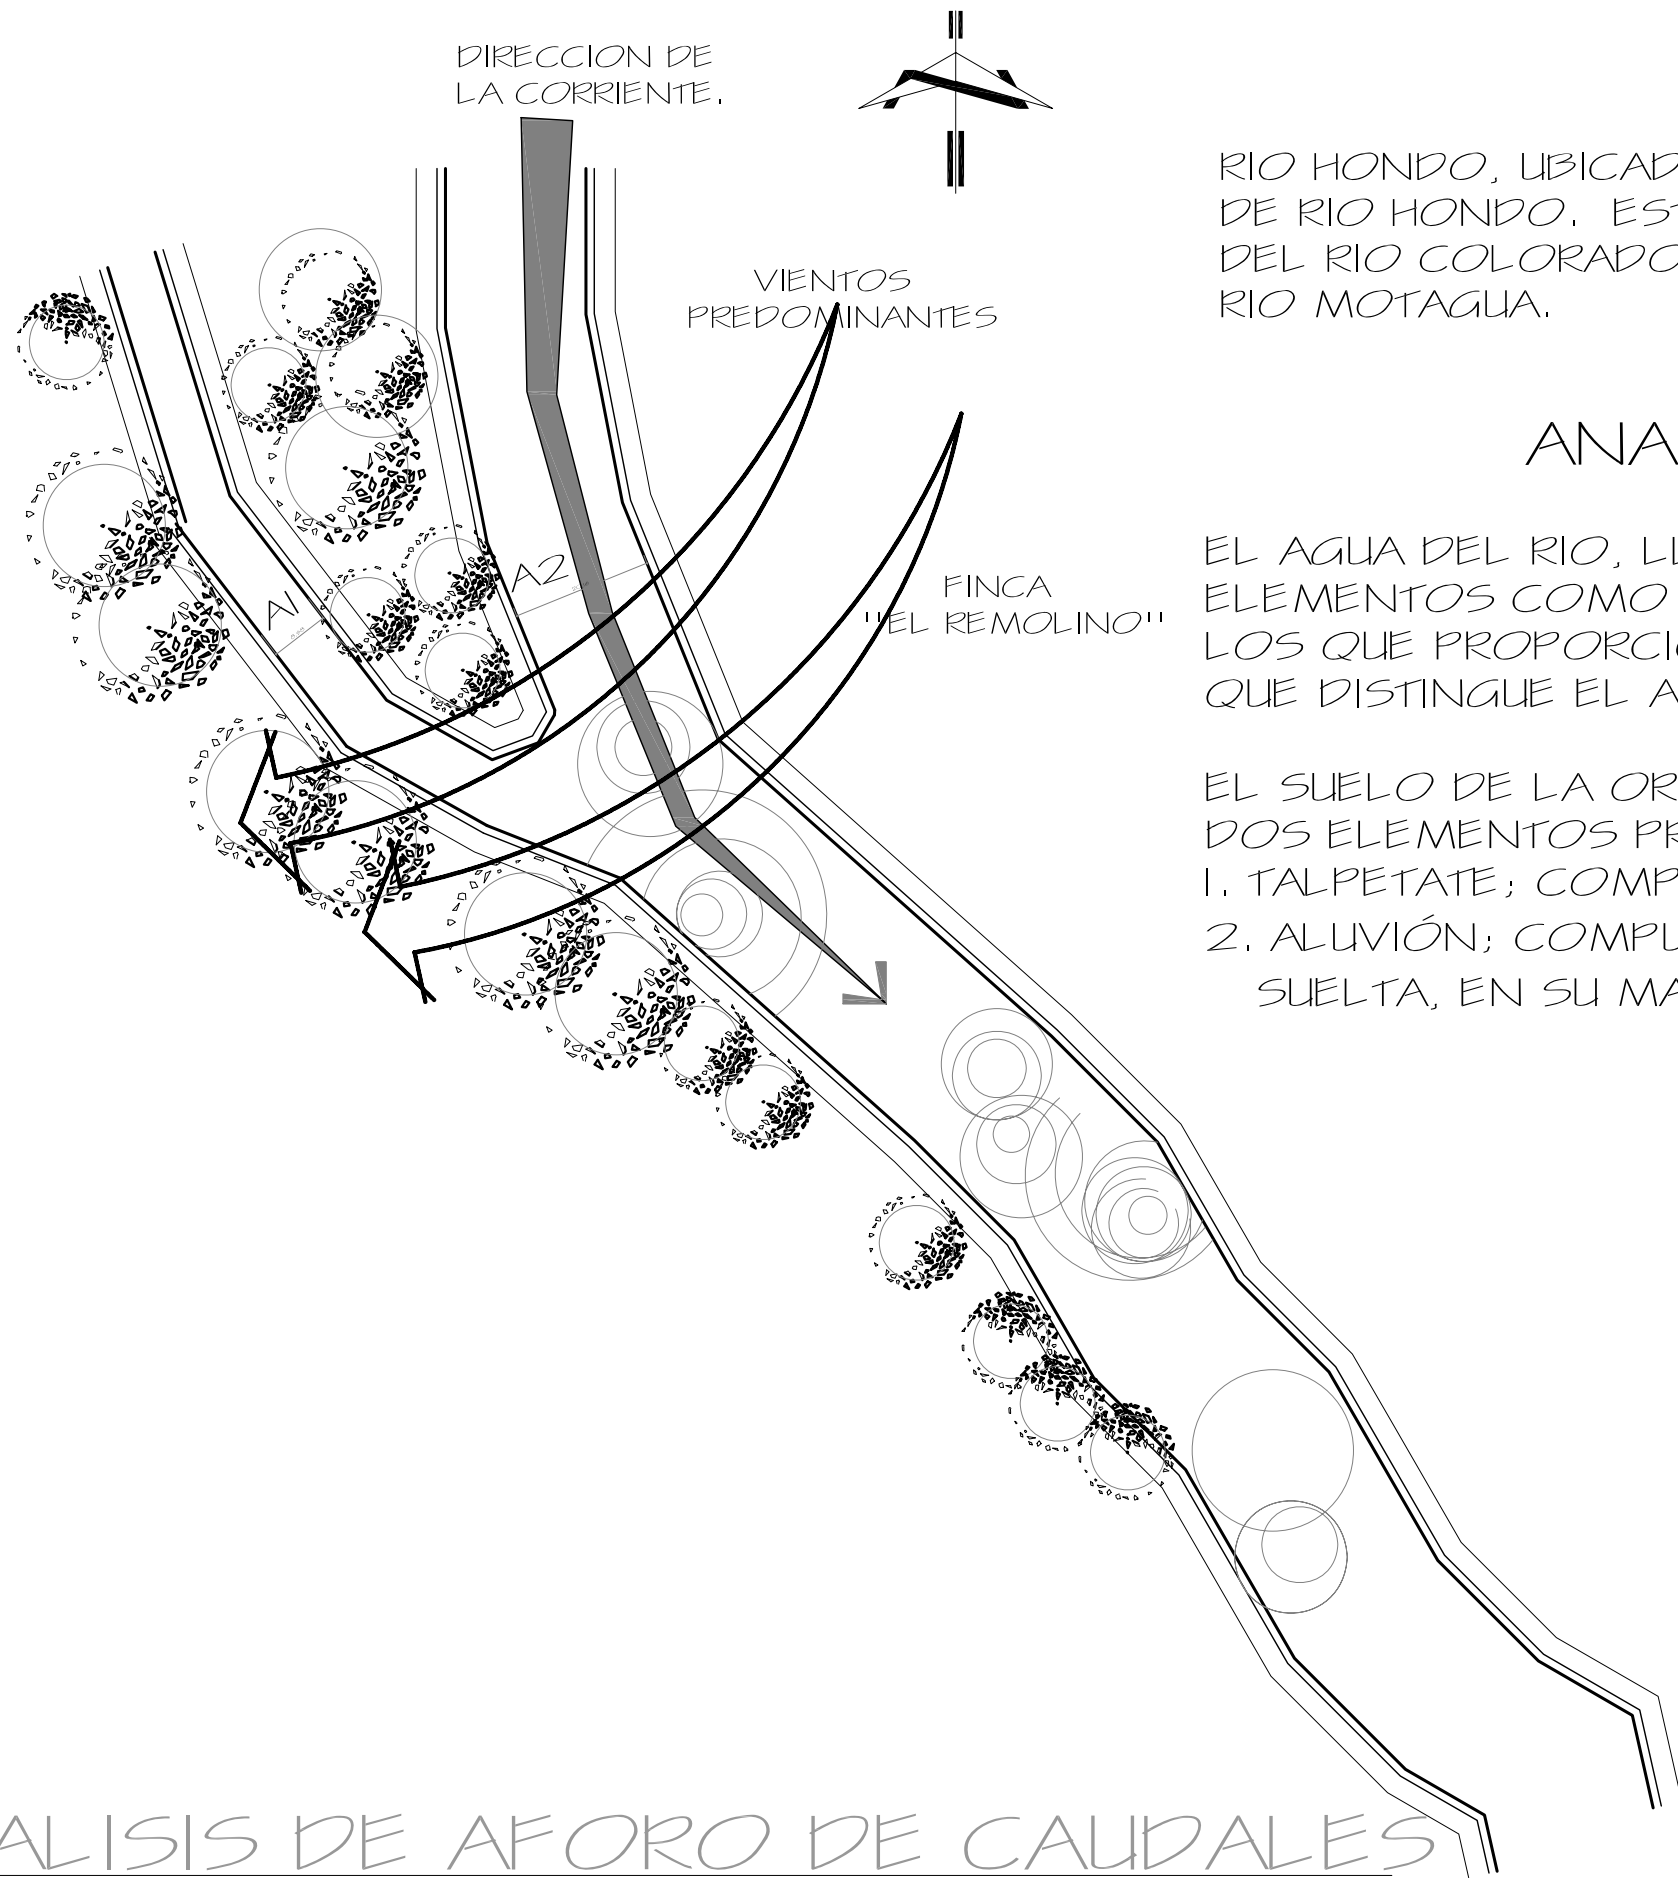 DIRECCION DE
LA CORRIENTE.
VIENTOS
PREDOMINANTES
A1
A2
FINCA
"EL REMOLINO"
RIO HONDO, UBICAD
DE RIO HONDO. EST
DEL RIO COLORADO
RIO MOTAGUA.
ANA
EL AGUA DEL RIO, LL
ELEMENTOS COMO
LOS QUE PROPORCI
QUE DISTINGUE EL A
EL SUELO DE LA OR
DOS ELEMENTOS PR
1. TALPETATE; COMP
2. ALUVIÓN; COMPU
SUELTA, EN SU MA
ALISIS DE AFORO DE CAUDALES